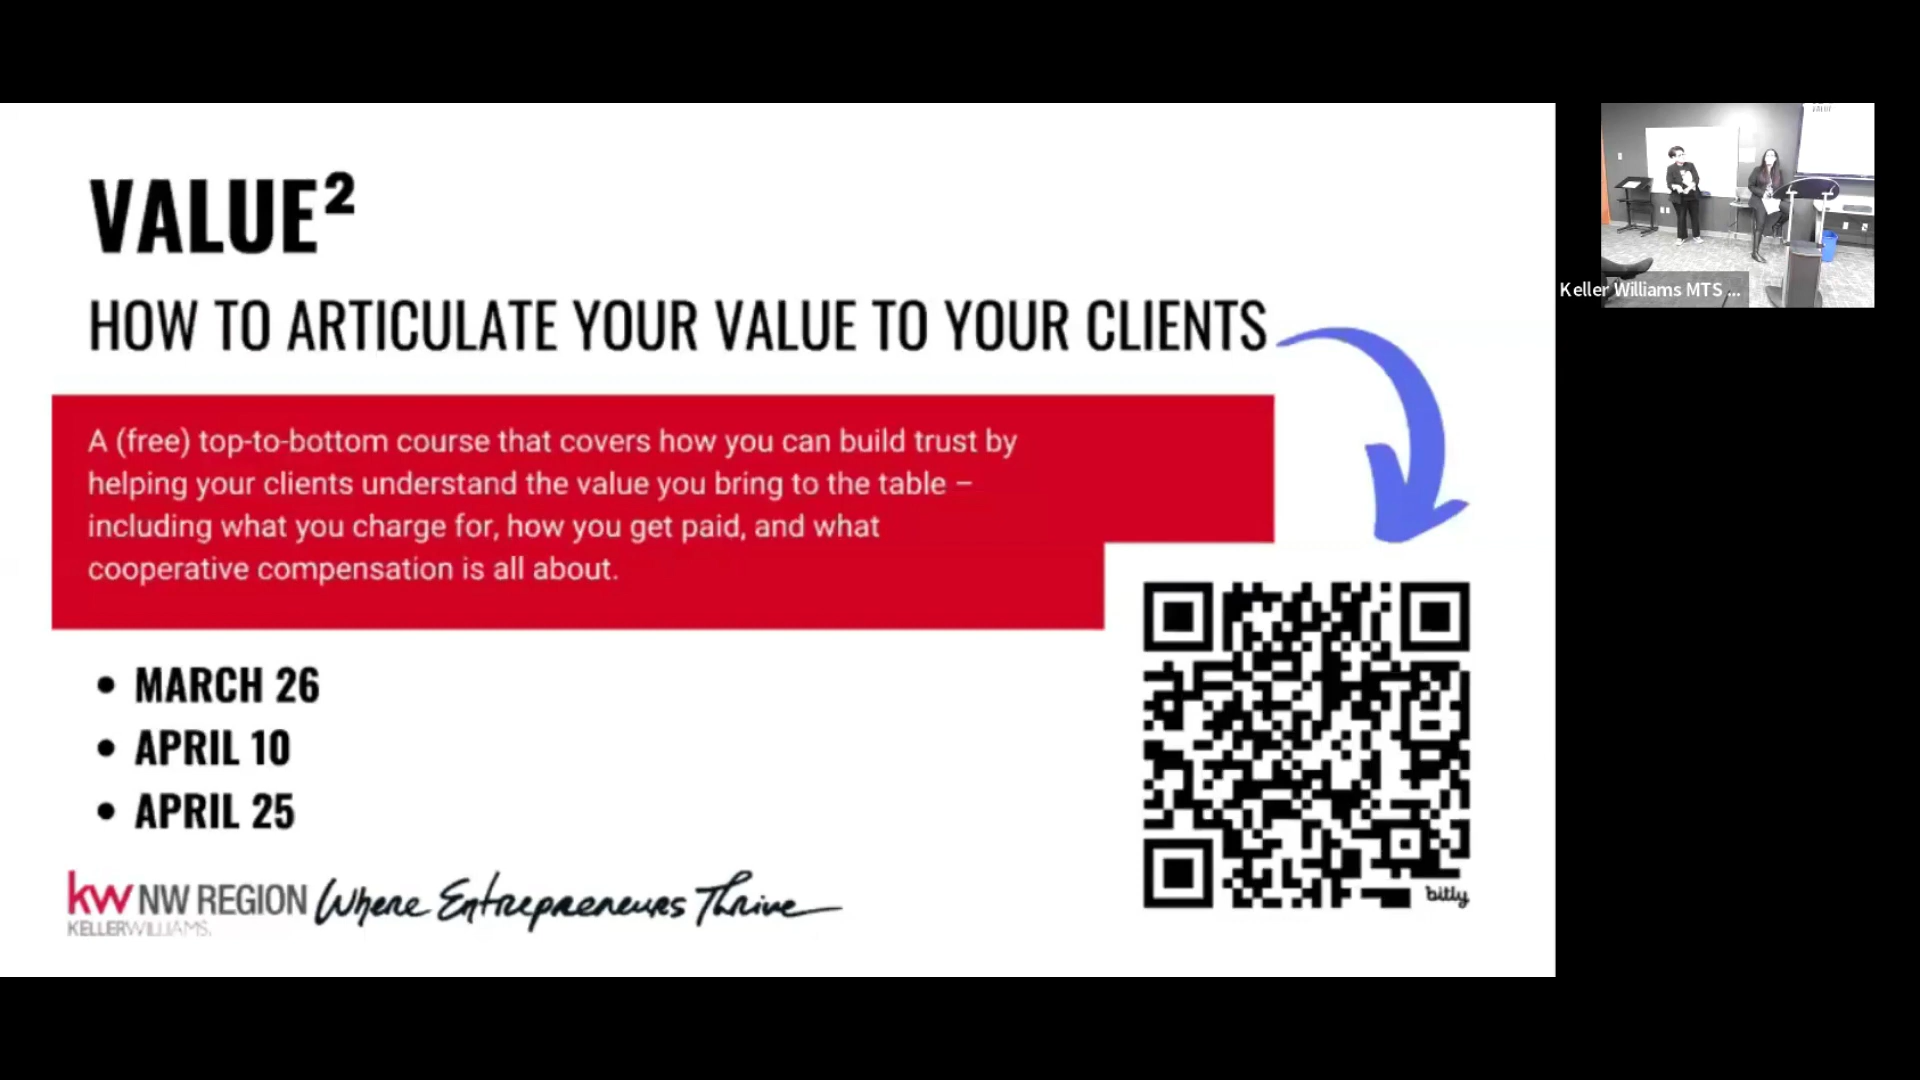 VALUE²
HOW TO ARTICULATE YOUR VALUE TO YOUR CLIENTS
A (free) top-to-bottom course that covers how you can build trust by
helping your clients understand the value you bring to the table –
including what you charge for, how you get paid, and what
cooperative compensation is all about.
• MARCH 26
• APRIL 10
• APRIL 25
kw NW REGION Where Entrepreneurs Thrive
KELLERWILLIAMS.
bitly
VALUE
Keller Williams MTS ...